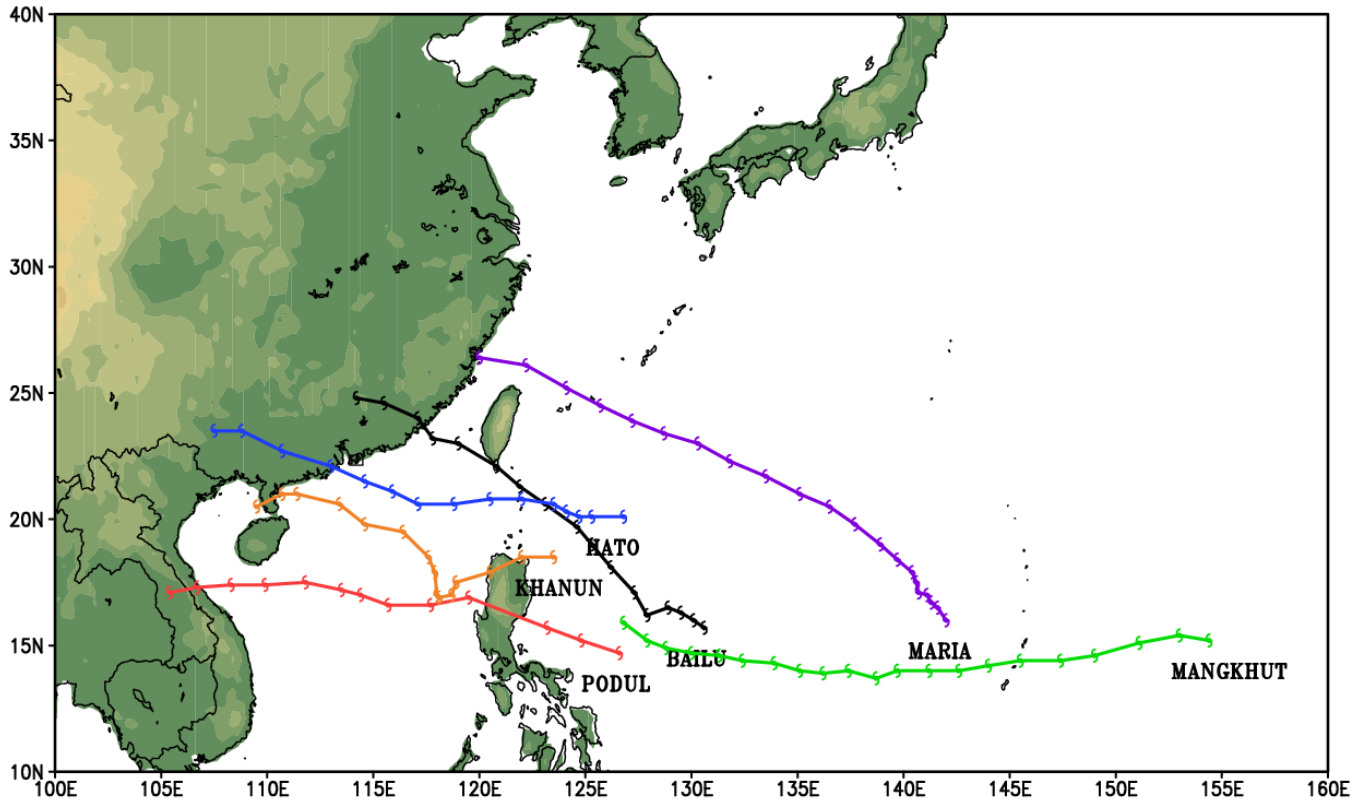 40N
35N
30N
25N
20N
15N
10N
HATO
KHANUN
BAILU
MARIA
MANGKHUT
PODUL
100E 105E 110E 115E 120E 125E 130E 135E 140E 145E 150E 155E 160E